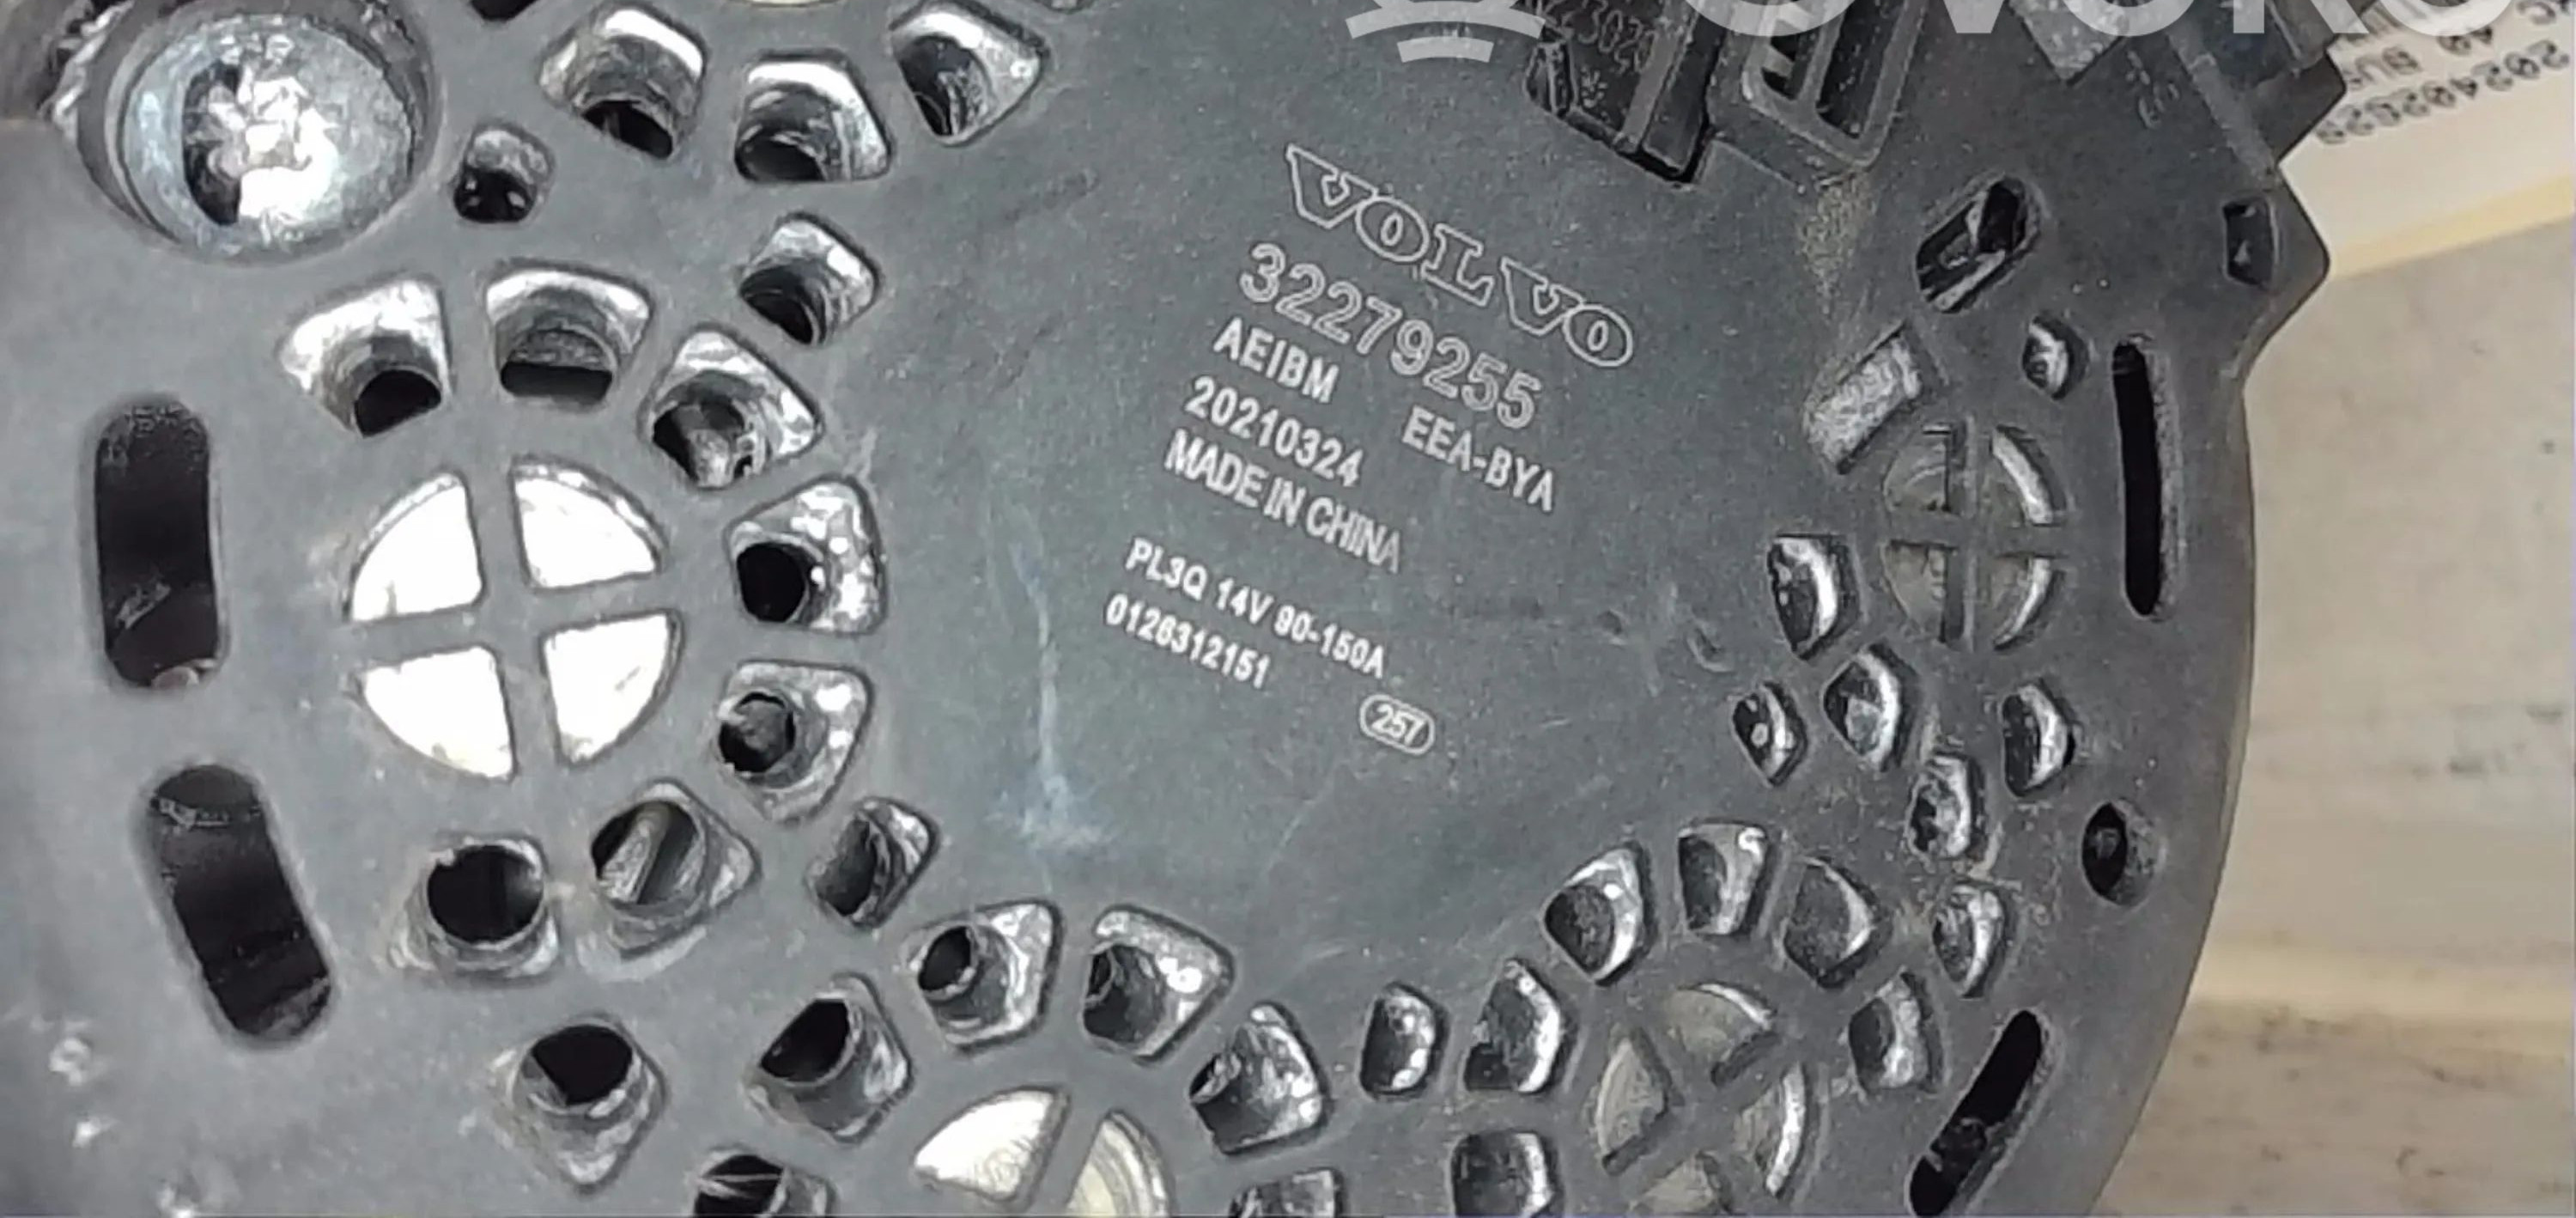 VOLVO
32279255
AEIBM
EEA-BYA
20210324
MADE IN CHINA
PL3Q 14V 90-150A
0126312151
257